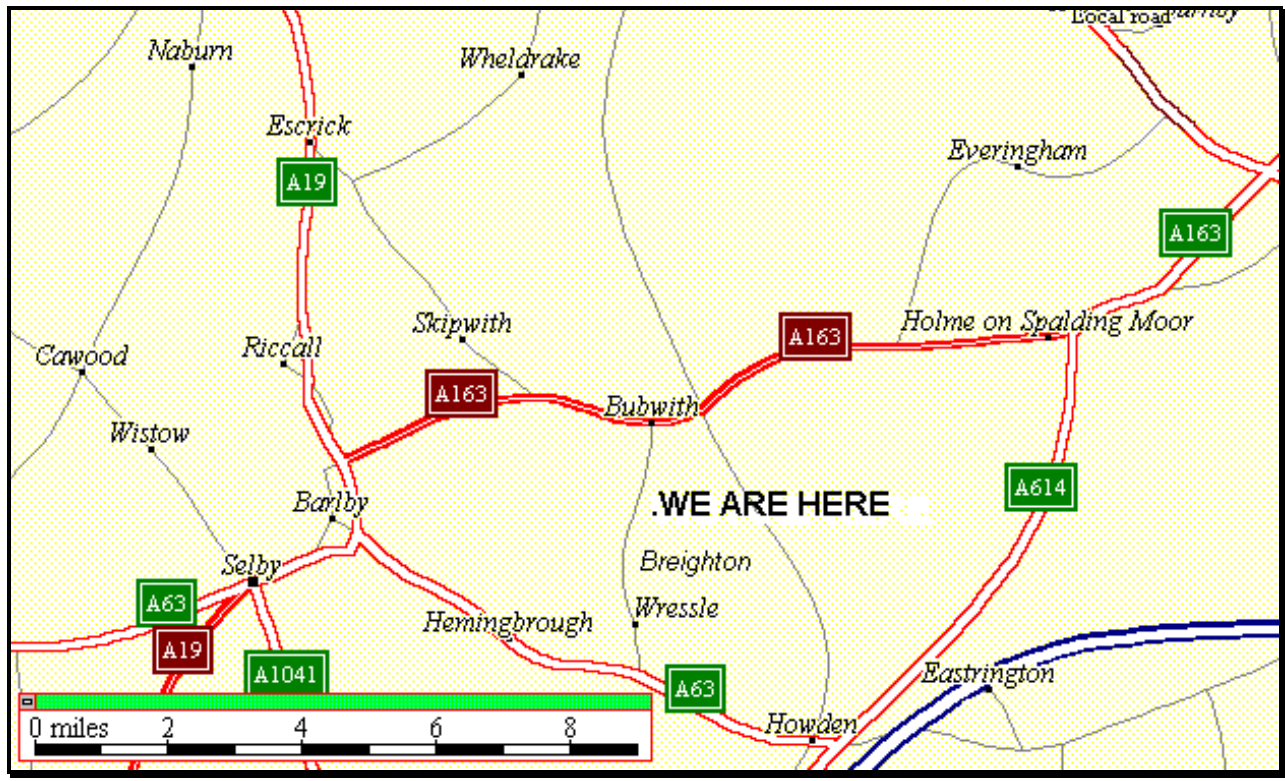 Local road
Naburn
Wheldrake
Escrick
Everingham
A19
A163
Skipwith
A163
Holme on Spalding Moor
Cawood
Riccall
A163
Bubwith
Wistow
A614
Barlby
.WE ARE HERE
Selby
Breighton
A63
Wressle
Hemingbrough
A19
A1041
Eastrington
A63
0 miles 2 4 6 8
Howden